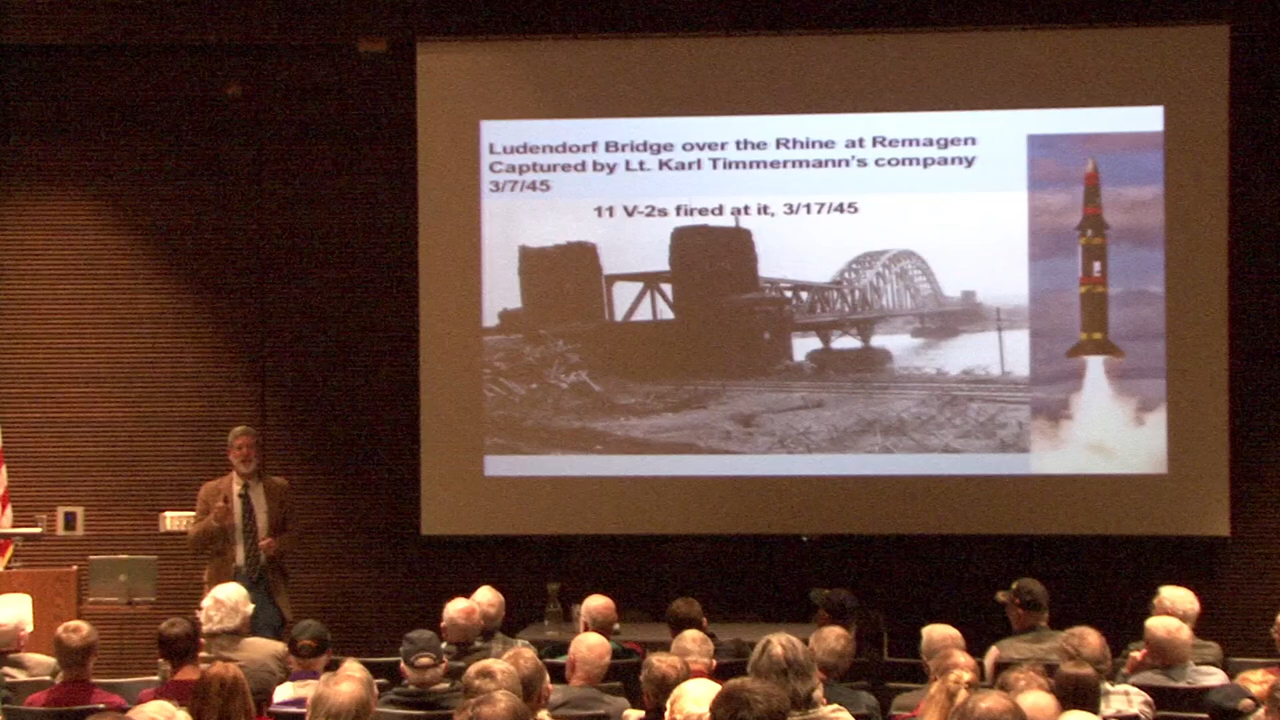 Ludendorf Bridge over the Rhine at Remagen
Captured by Lt. Karl Timmermann's company
3/7/45
11 V-2s fired at it, 3/17/45